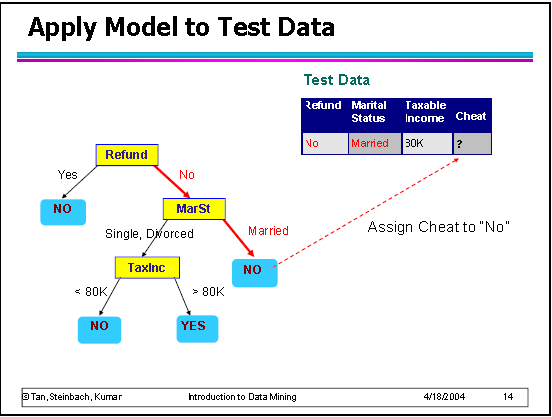 Apply Model to Test Data
Test Data
Refund Marital Status Taxable Income Cheat
No Married 80K ?
Refund
Yes No
NO MarSt
Single, Divorced Married
Assign Cheat to "No"
TaxInc NO
< 80K > 80K
NO YES
© Tan,Steinbach, Kumar Introduction to Data Mining 4/18/2004 14